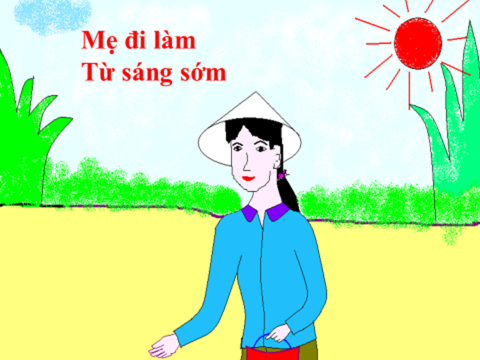 Mẹ đi làm
Từ sáng sớm